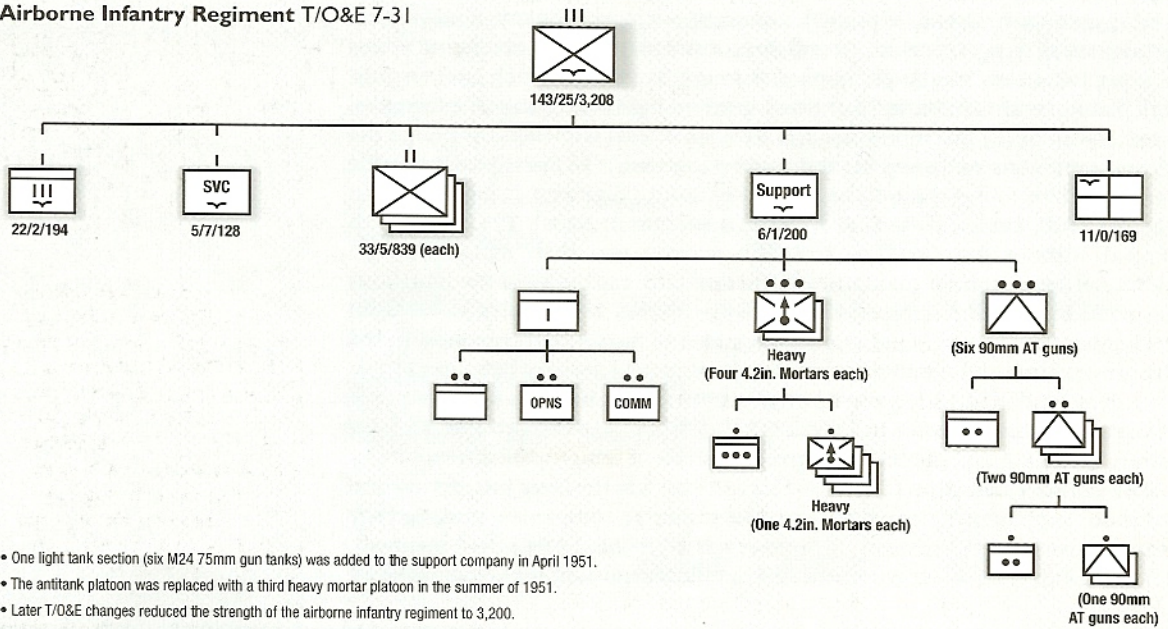 Airborne Infantry Regiment T/O&E 7-31
III
143/25/3,208
III
22/2/194
SVC
5/7/128
II
33/5/839 (each)
Support
6/1/200
11/0/169
I
Heavy
(Four 4.2in. Mortars each)
(Six 90mm AT guns)
OPNS
COMM
Heavy
(One 4.2in. Mortars each)
(Two 90mm AT guns each)
(One 90mm
AT guns each)
• One light tank section (six M24 75mm gun tanks) was added to the support company in April 1951.
• The antitank platoon was replaced with a third heavy mortar platoon in the summer of 1951.
• Later T/O&E changes reduced the strength of the airborne infantry regiment to 3,200.